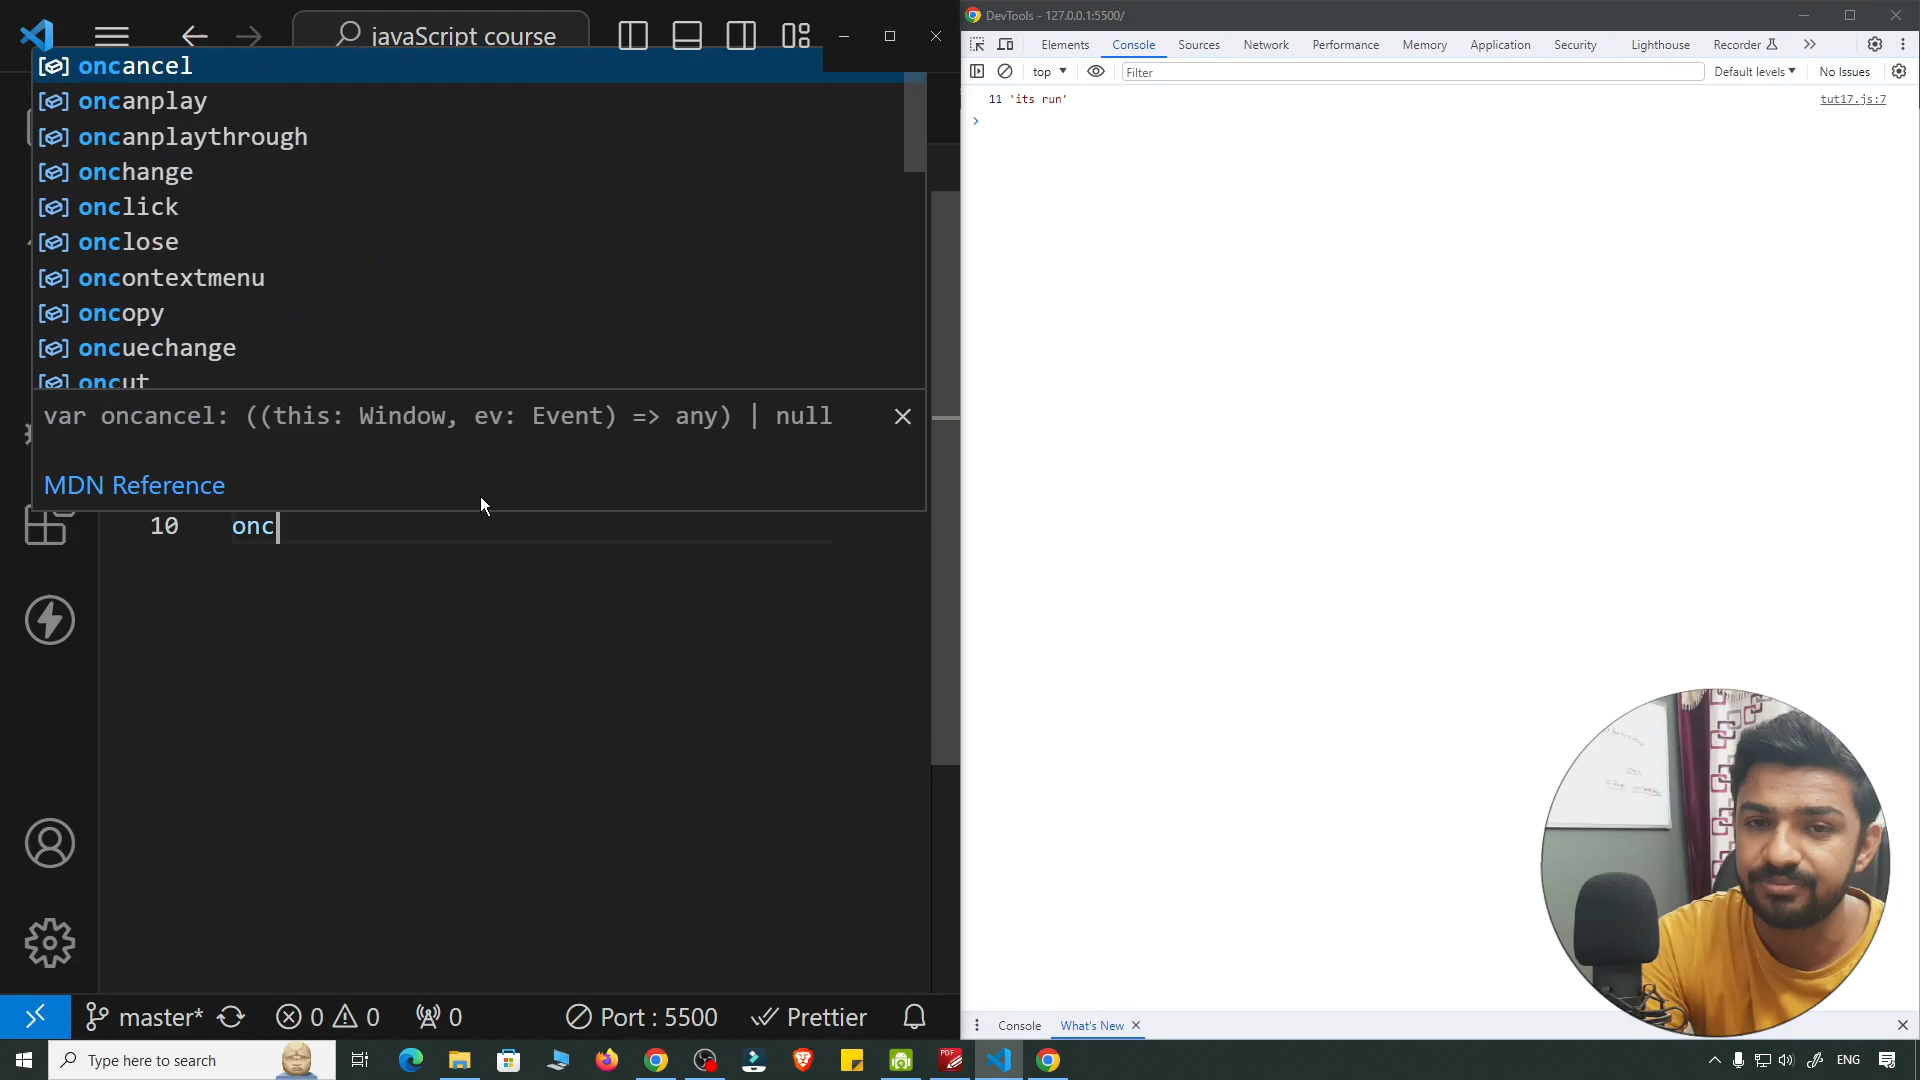 javaScript course
oncancel
oncanplay
oncanplaythrough
onchange
onclick
onclose
oncontextmenu
oncopy
oncuechange
oncut
var oncancel: ((this: Window, ev: Event) => any) | null
MDN Reference
10 onc
master* 0 0 0 Port : 5500 Prettier
DevTools - 127.0.0.1:5500/
Elements Console Sources Network Performance Memory Application Security Lighthouse Recorder
top Filter Default levels No Issues
11 'its run' tut17.js:7
Console What's New
Type here to search
PDF
ENG